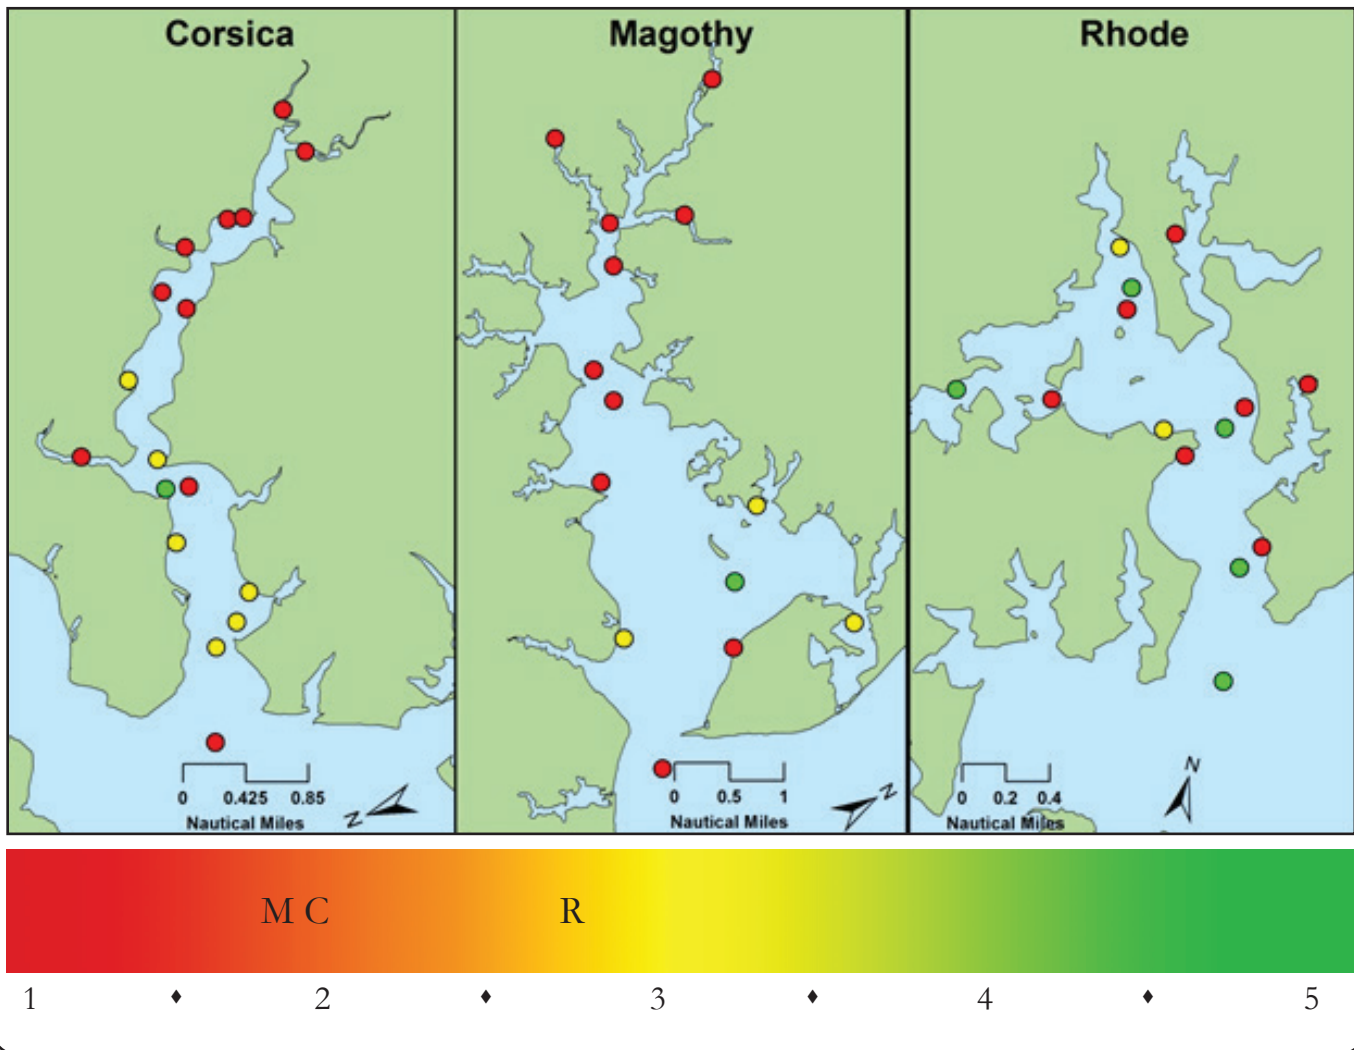 Corsica
Magothy
Rhode
0 0.425 0.85
Nautical Miles
N
0 0.5 1
Nautical Miles
N
0 0.2 0.4
Nautical Miles
N
M C R
1 ♦ 2 ♦ 3 ♦ 4 ♦ 5